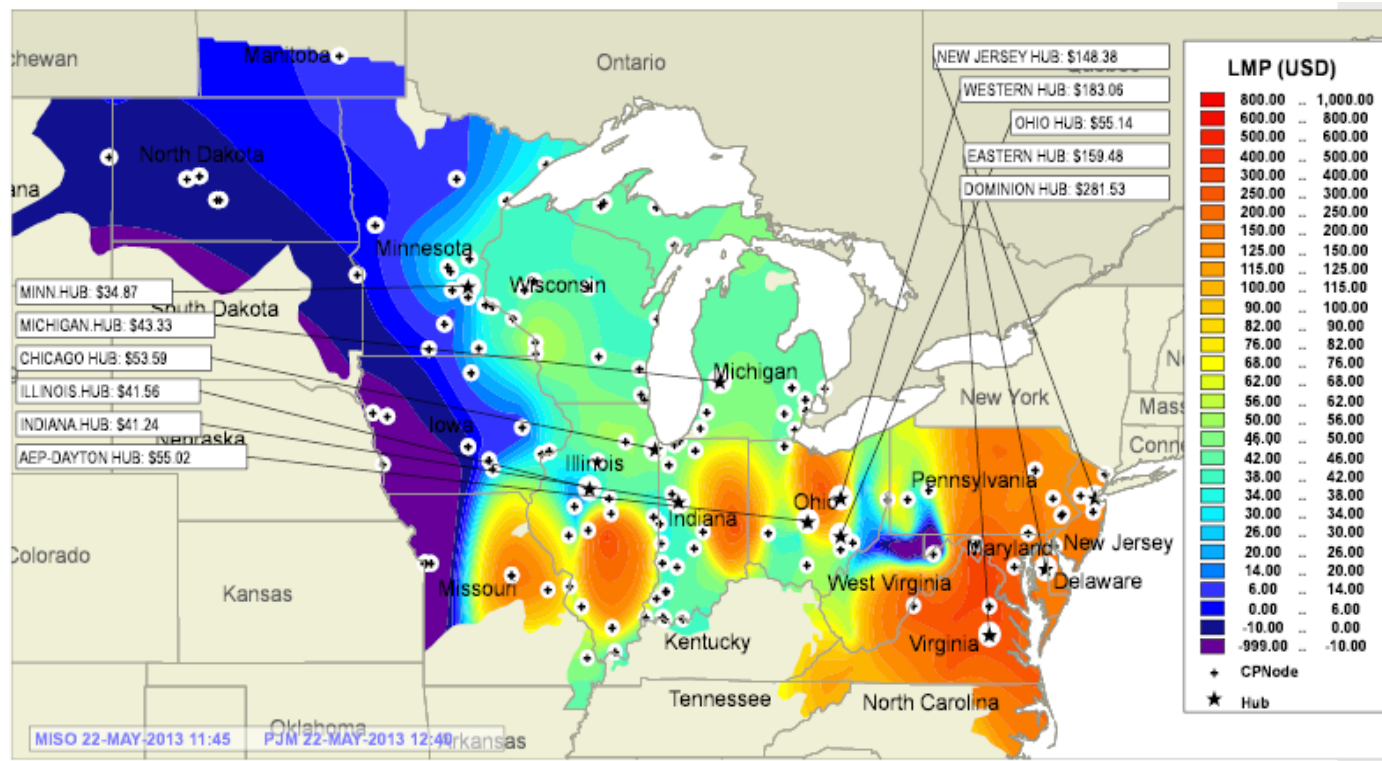 chewan
Manitoba
Ontario
Quebec
NEW JERSEY HUB: $148.38
WESTERN HUB: $183.06
OHIO HUB: $55.14
EASTERN HUB: $159.48
DOMINION HUB: $281.53
LMP (USD)
800.00 .. 1,000.00
600.00 .. 800.00
500.00 .. 600.00
400.00 .. 500.00
300.00 .. 400.00
250.00 .. 300.00
200.00 .. 250.00
150.00 .. 200.00
125.00 .. 150.00
115.00 .. 125.00
100.00 .. 115.00
90.00 .. 100.00
82.00 .. 90.00
76.00 .. 82.00
68.00 .. 76.00
62.00 .. 68.00
56.00 .. 62.00
50.00 .. 56.00
46.00 .. 50.00
42.00 .. 46.00
38.00 .. 42.00
34.00 .. 38.00
30.00 .. 34.00
26.00 .. 30.00
20.00 .. 26.00
14.00 .. 20.00
6.00 .. 14.00
0.00 .. 6.00
-10.00 .. 0.00
-999.00 .. -10.00
CPNode
Hub
North Dakota
ana
Minnesota
Wisconsin
MINN.HUB: $34.87
South Dakota
MICHIGAN.HUB: $43.33
CHICAGO HUB: $53.59
Michigan
ILLINOIS.HUB: $41.56
New York
Mass
INDIANA.HUB: $41.24
Iowa
Nebraska
Conne
AEP-DAYTON HUB: $55.02
Illinois
Pennsylvania
Ohio
Indiana
New Jersey
Maryland
Colorado
Delaware
Kansas
Missouri
West Virginia
Kentucky
Virginia
Tennessee
North Carolina
Oklahoma
Arkansas
MISO 22-MAY-2013 11:45 PJM 22-MAY-2013 12:40